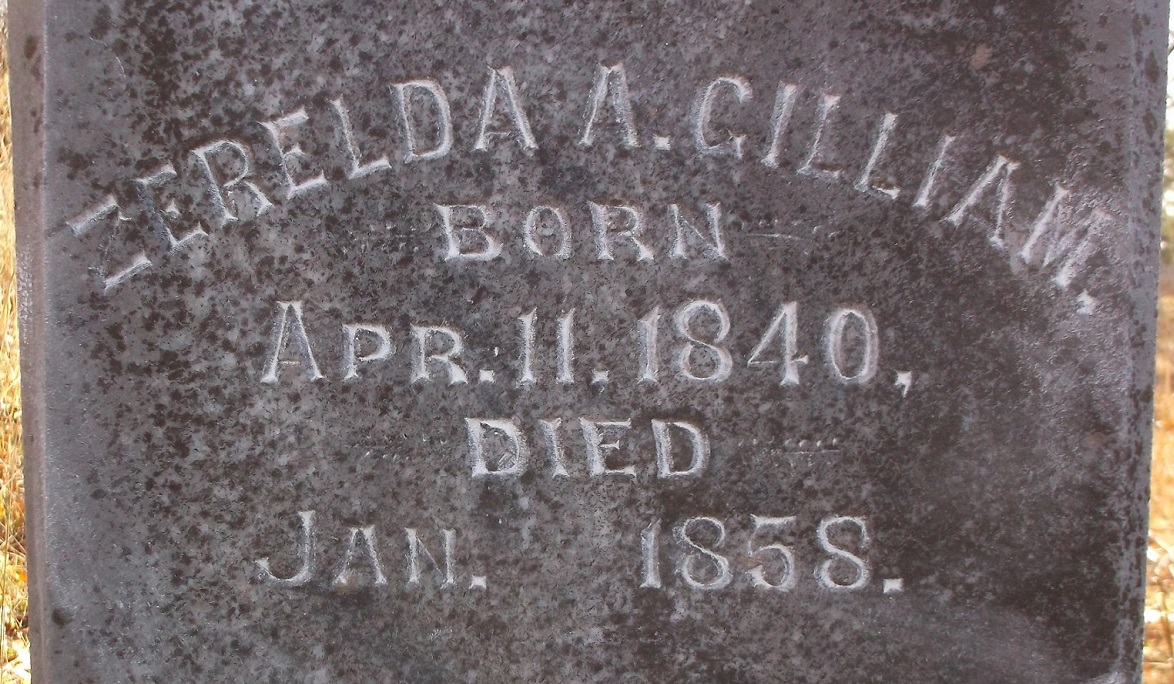 ZERELDA A. GILLIAM.
BORN
APR. 11. 1840,
DIED
JAN. 1858.